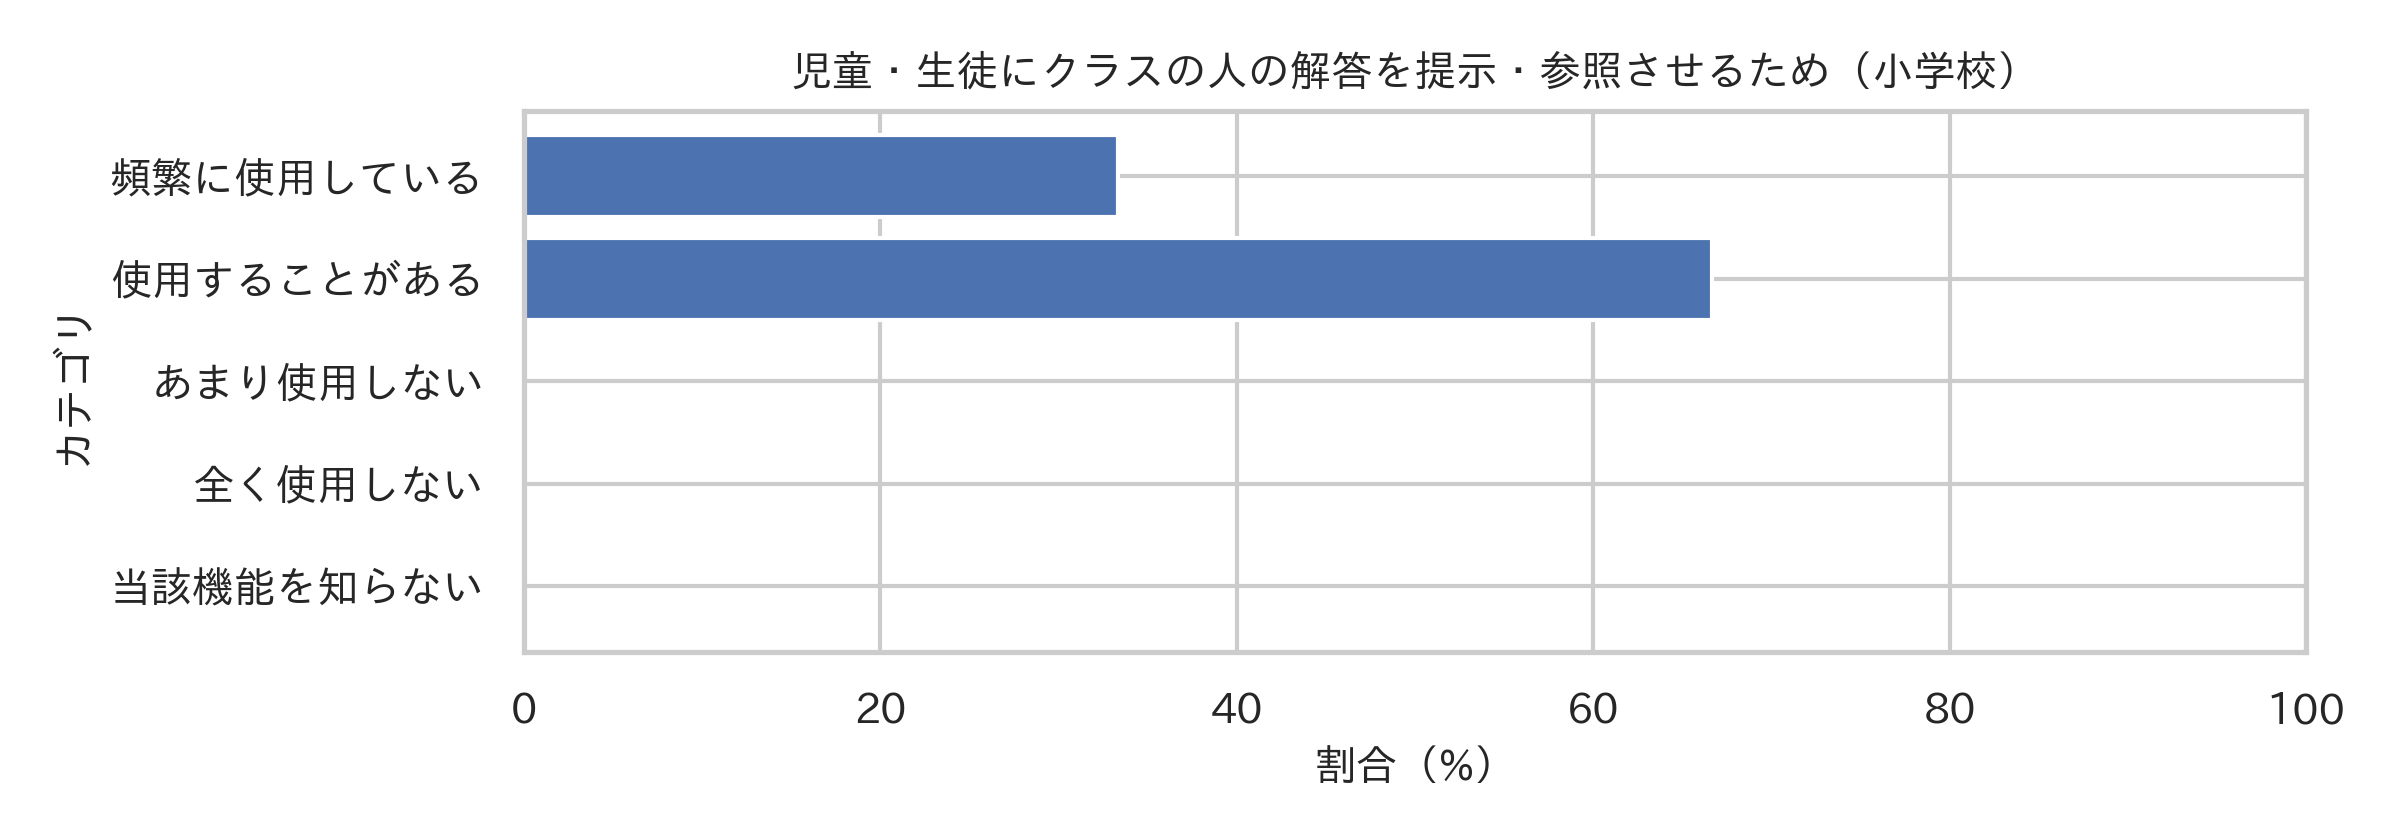 児童・生徒にクラスの人の解答を提示・参照させるため（小学校）
頻繁に使用している
使用することがある
あまり使用しない
全く使用しない
当該機能を知らない
カテゴリ
0 20 40 60 80 100
割合（%）